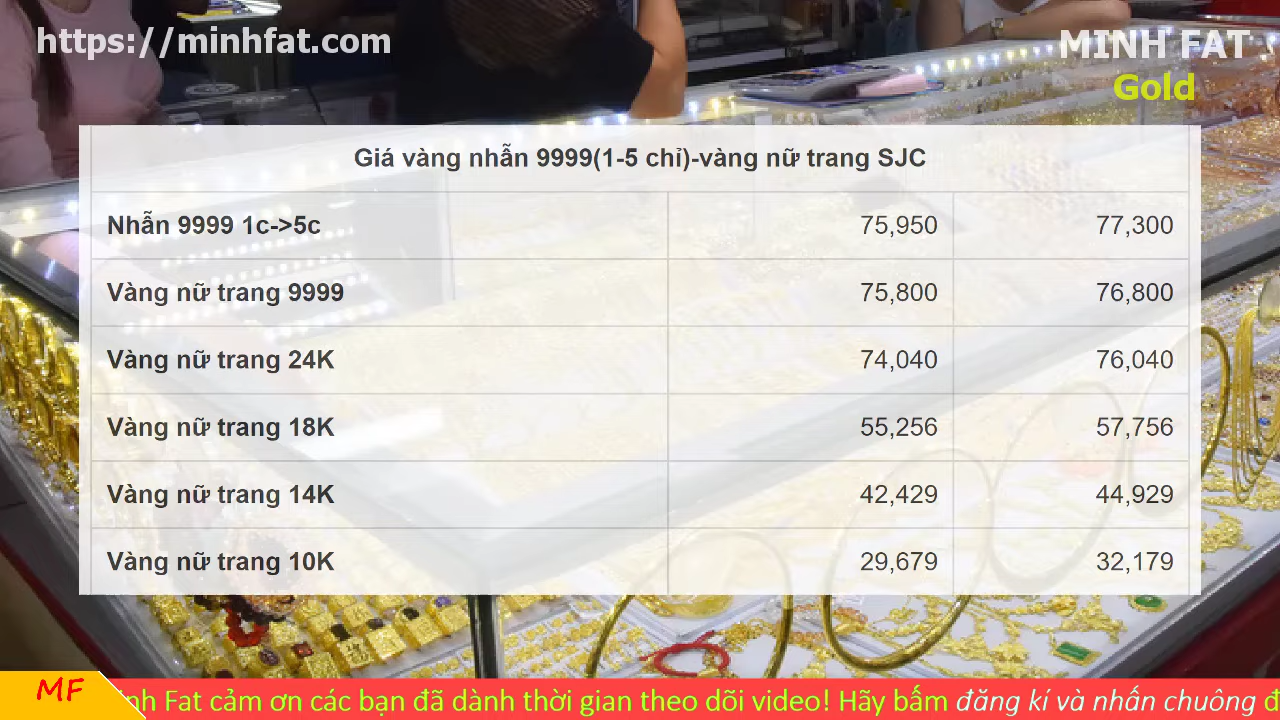 https://minhfat.com
MINH FAT
Gold
Giá vàng nhẫn 9999(1-5 chỉ)-vàng nữ trang SJC
Nhẫn 9999 1c->5c 75,950 77,300
Vàng nữ trang 9999 75,800 76,800
Vàng nữ trang 24K 74,040 76,040
Vàng nữ trang 18K 55,256 57,756
Vàng nữ trang 14K 42,429 44,929
Vàng nữ trang 10K 29,679 32,179
MF inh Fat cảm ơn các bạn đã dành thời gian theo dõi video! Hãy bấm đăng kí và nhấn chuông đ